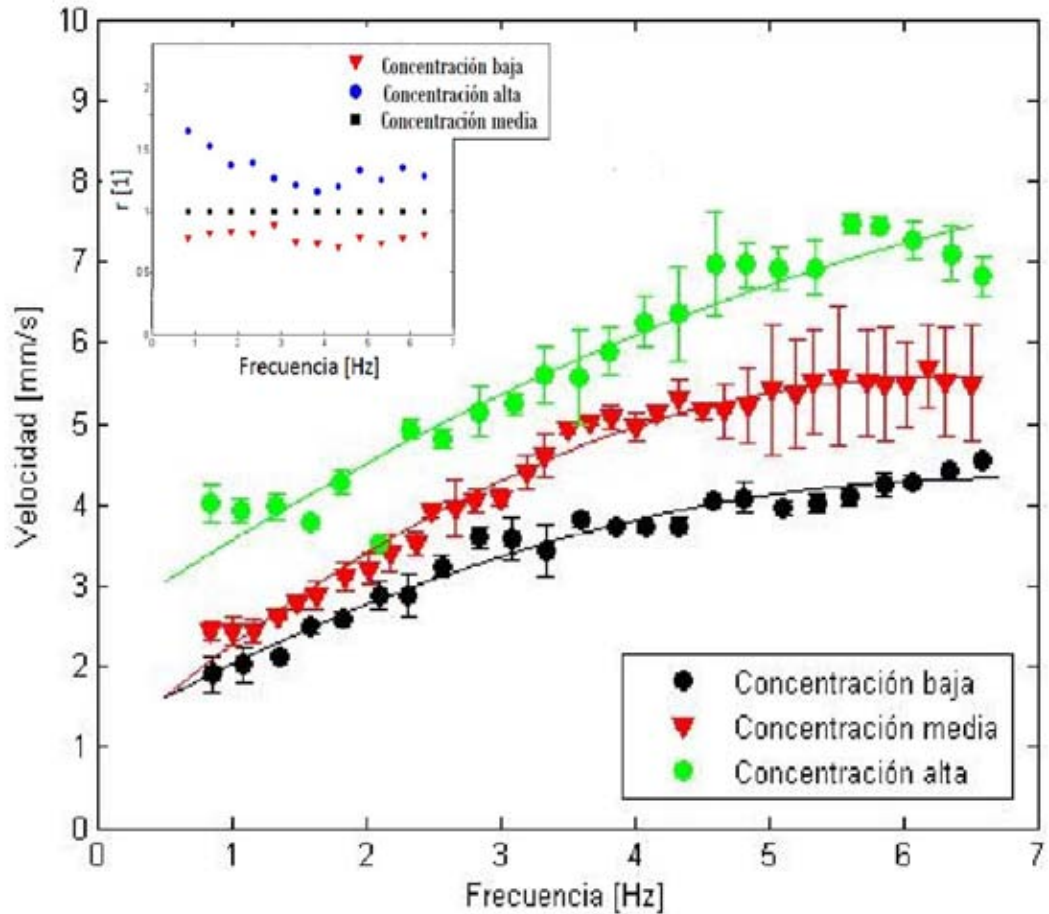 10
9
8
7
6
5
4
3
2
1
0
Velocidad [mm/s]
0 1 2 3 4 5 6 7
Frecuencia [Hz]
Concentración baja
Concentración alta
Concentración media
2
1 5
1
0 5
0
r [1]
0 1 2 3 4 5 6 7
Frecuencia [Hz]
Concentración baja
Concentración media
Concentración alta